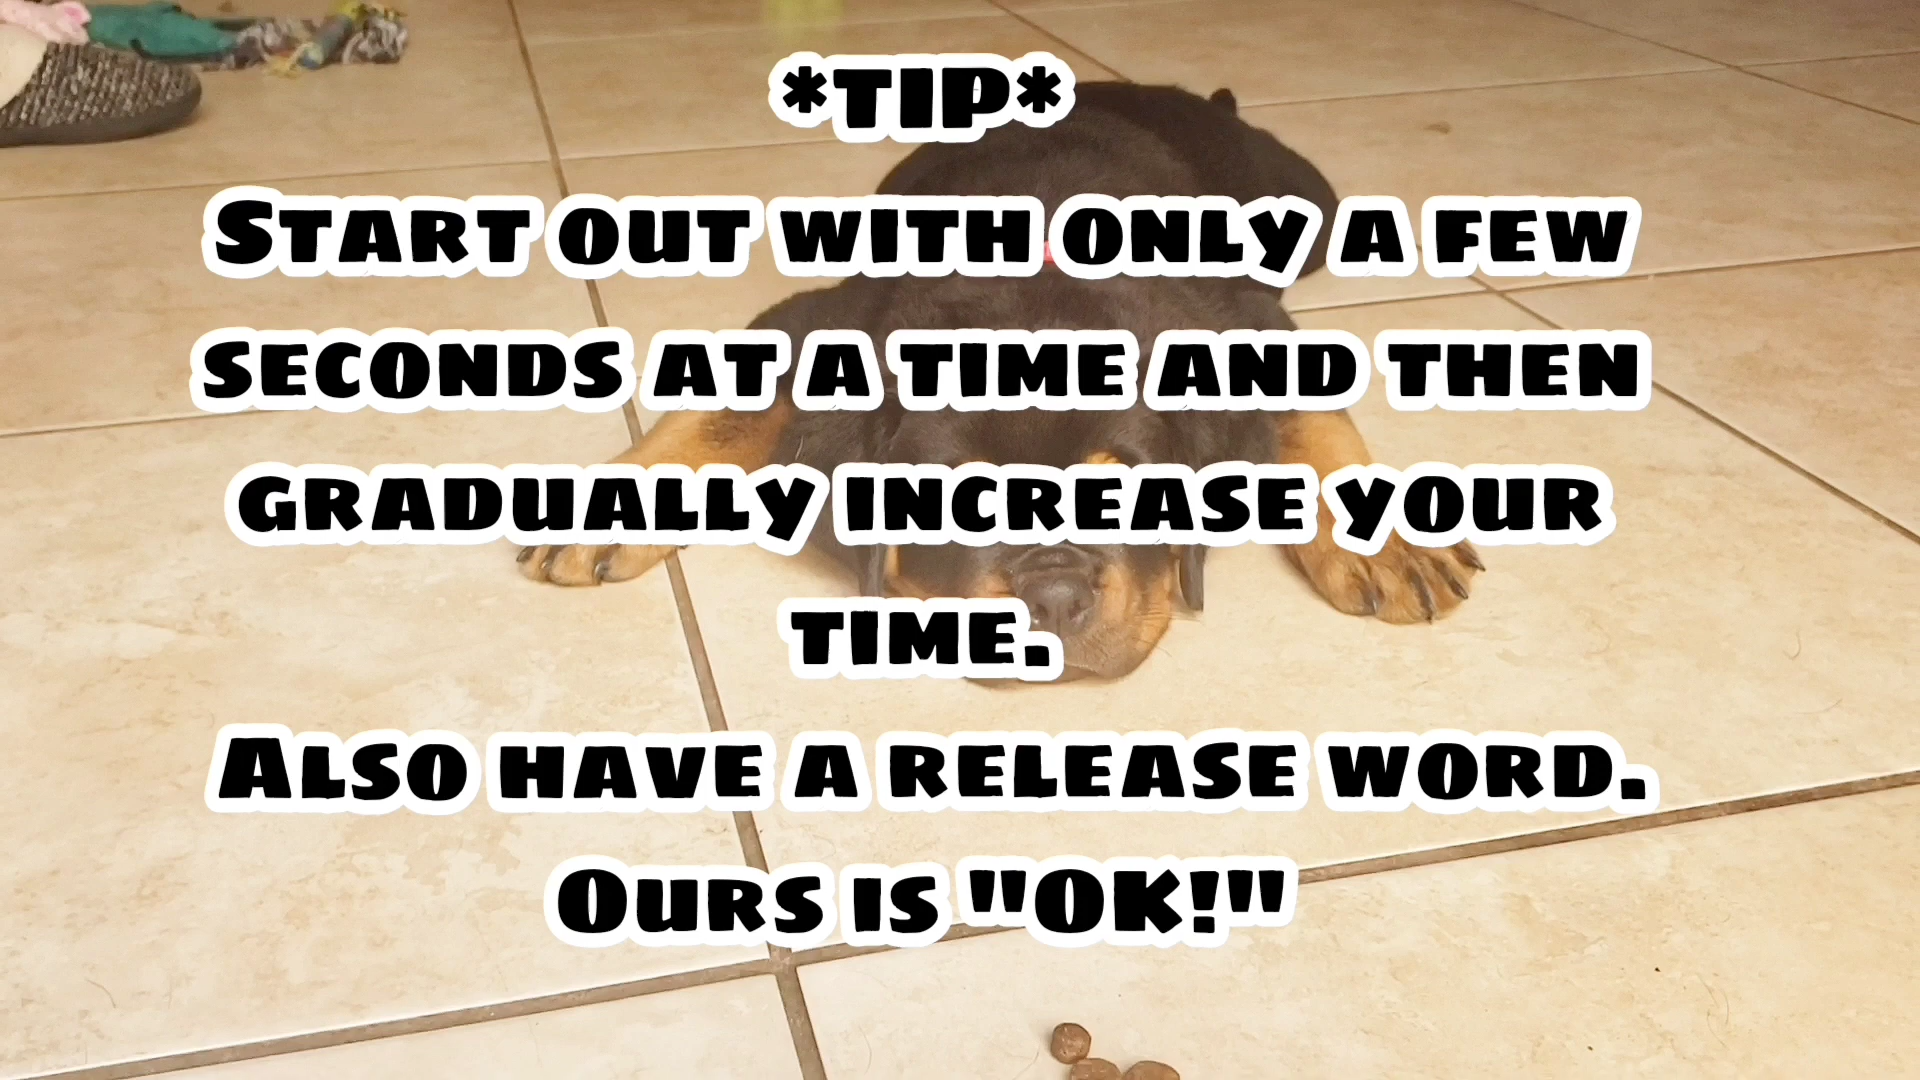 *TIP*
Start out with only a few
seconds at a time and then
gradually increase your
time.
Also have a release word.
Ours is "OK!"